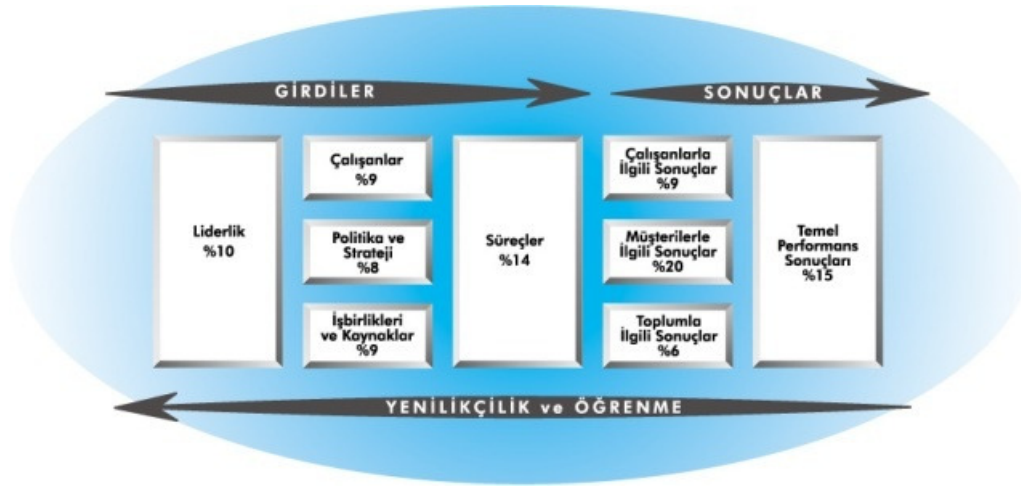 GİRDİLER
SONUÇLAR
Liderlik
%10
Çalışanlar
%9
Politika ve
Strateji
%8
İşbirlikleri
ve Kaynaklar
%9
Süreçler
%14
Çalışanlarla
İlgili Sonuçlar
%9
Müşterilerle
İlgili Sonuçlar
%20
Toplumla
İlgili Sonuçlar
%6
Temel
Performans
Sonuçları
%15
YENİLİKÇİLİK ve ÖĞRENME